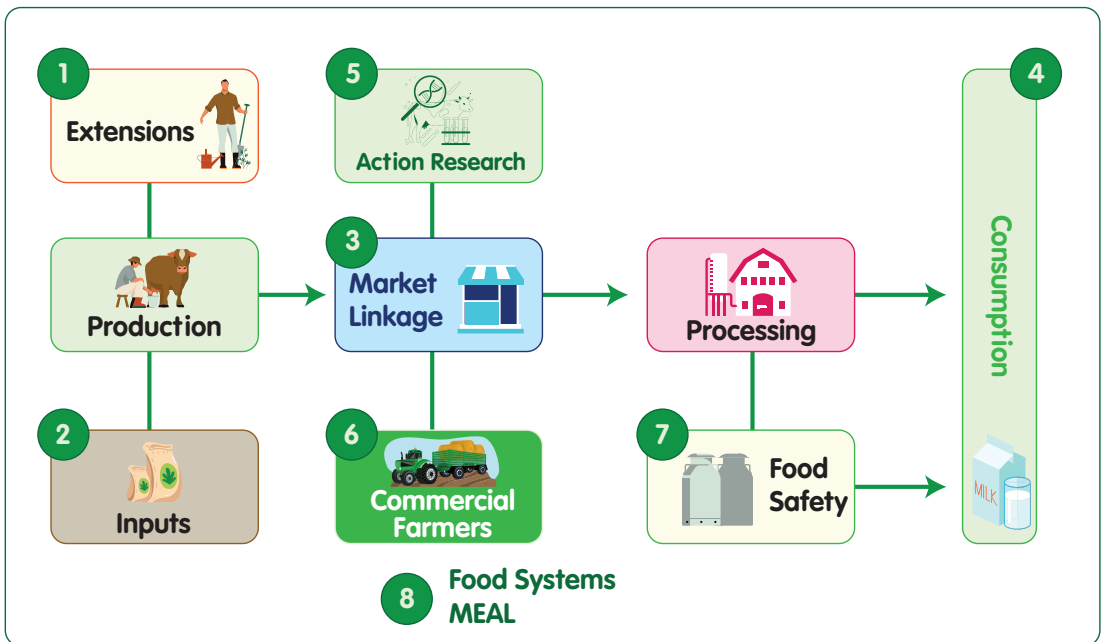 1
Extensions
5
Action Research
4
Consumption
Production
3
Market
Linkage
Processing
2
Inputs
6
Commercial
Farmers
7
Food
Safety
MILK
8
Food Systems
MEAL